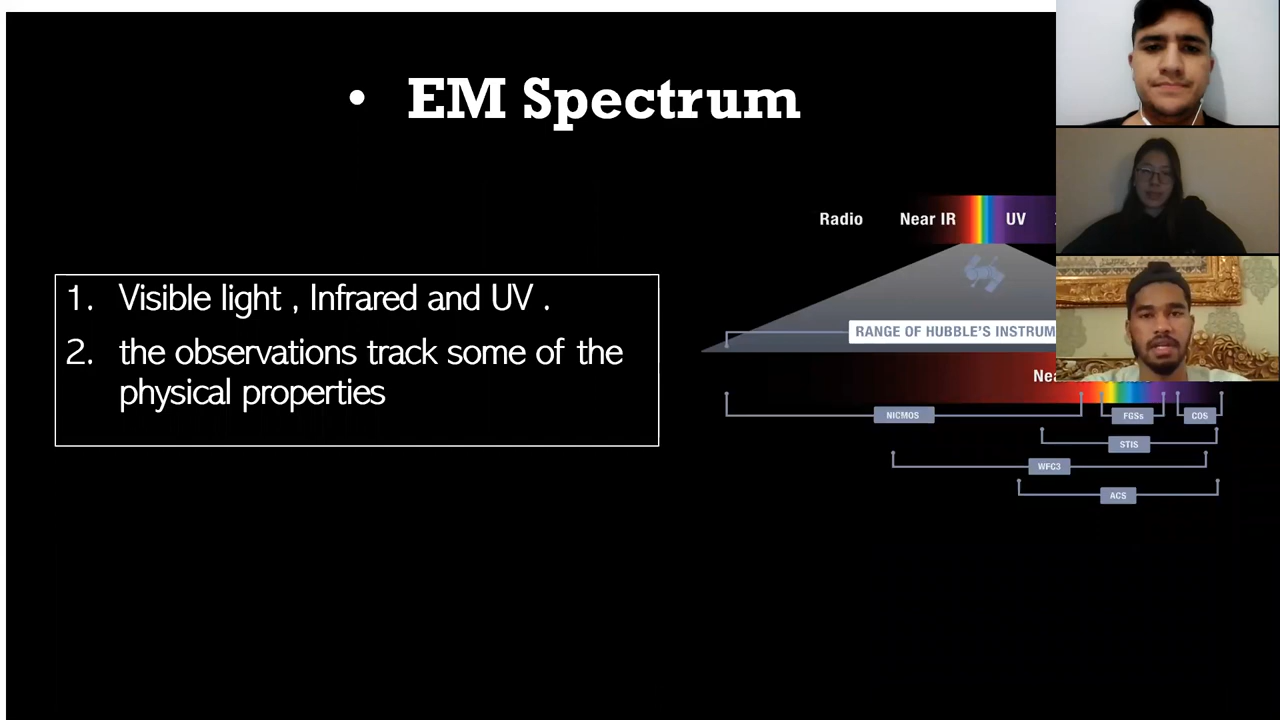 • EM Spectrum
Radio Near IR UV
1. Visible light , Infrared and UV .
2. the observations track some of the
physical properties
RANGE OF HUBBLE'S INSTRUM
Nea
NICMOS FGSs COS
STIS
WFC3
ACS